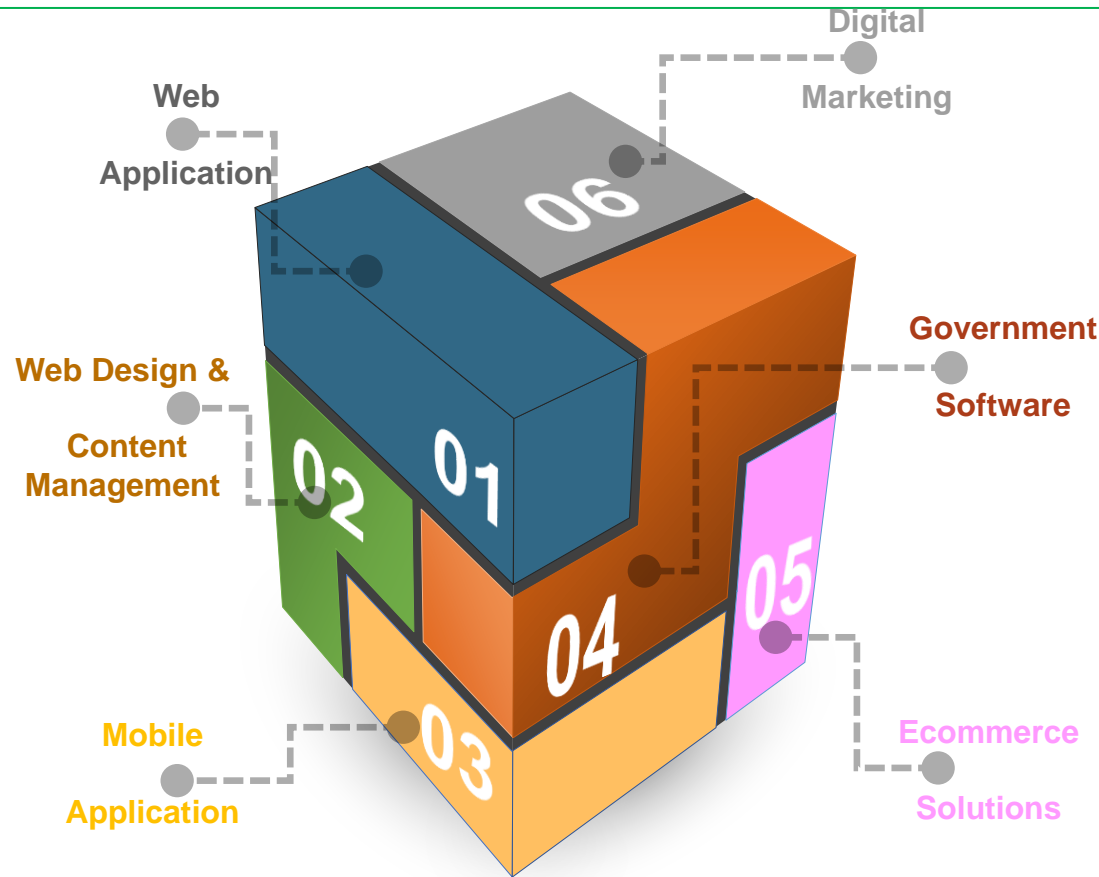 Digital
Marketing
Web
Application
06
Government
Software
Web Design &
Content
Management
01
02
05
04
Mobile
Application
03
Ecommerce
Solutions